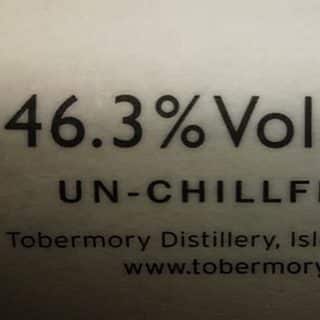 46.3% Vol
UN-CHILLF
Tobermory Distillery, Isl
www.tobermory